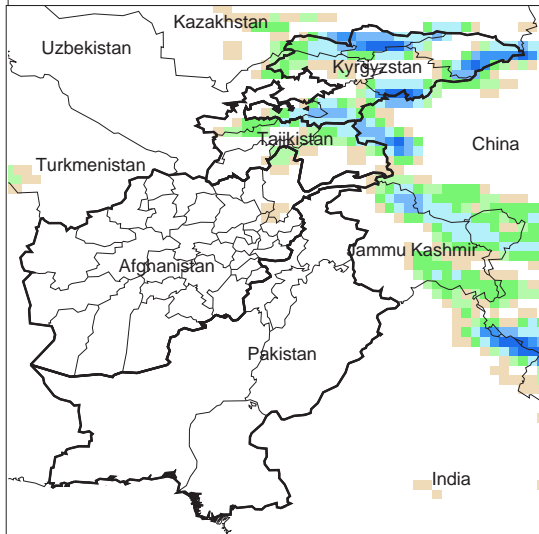 Kazakhstan
Uzbekistan
Kyrgyzstan
Tajikistan
China
Turkmenistan
Jammu Kashmir
Afghanistan
Pakistan
India